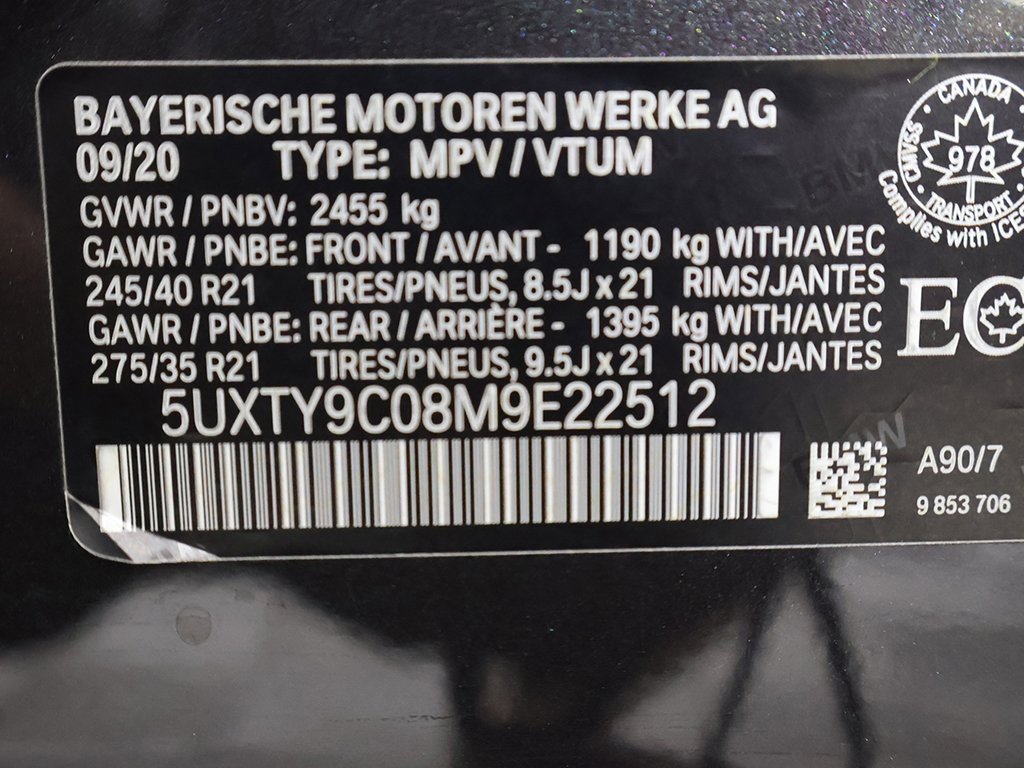 BAYERISCHE MOTOREN WERKE AG
09/20 TYPE: MPV / VTUM
GVWR / PNBV: 2455 kg
GAWR / PNBE: FRONT / AVANT - 1190 kg WITH/AVEC
245/40 R21 TIRES/PNEUS, 8.5J x 21 RIMS/JANTES
GAWR / PNBE: REAR / ARRIÈRE - 1395 kg WITH/AVEC
275/35 R21 TIRES/PNEUS, 9.5J x 21 RIMS/JANTES
5UXTY9C08M9E22512
CANADA
CMVSS
978
TRANSPORT
Complies with ICES
EC
A90/7
9 853 706
BMW